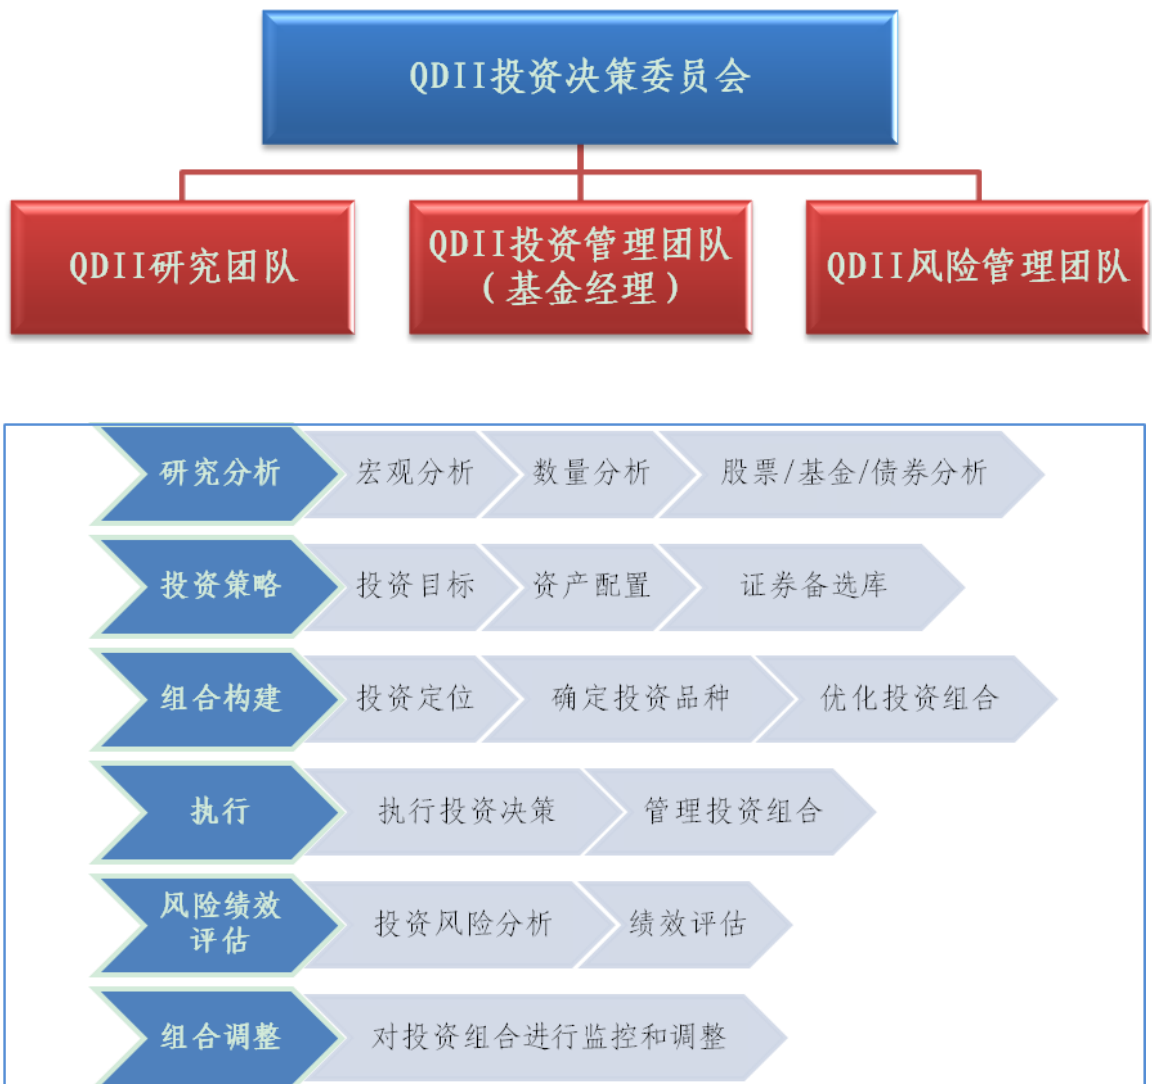 QDII投资决策委员会
QDII研究团队
QDII投资管理团队
（基金经理）
QDII风险管理团队
研究分析 宏观分析 数量分析 股票/基金/债券分析
投资策略 投资目标 资产配置 证券备选库
组合构建 投资定位 确定投资品种 优化投资组合
执行 执行投资决策 管理投资组合
风险绩效
评估
投资风险分析 绩效评估
组合调整 对投资组合进行监控和调整